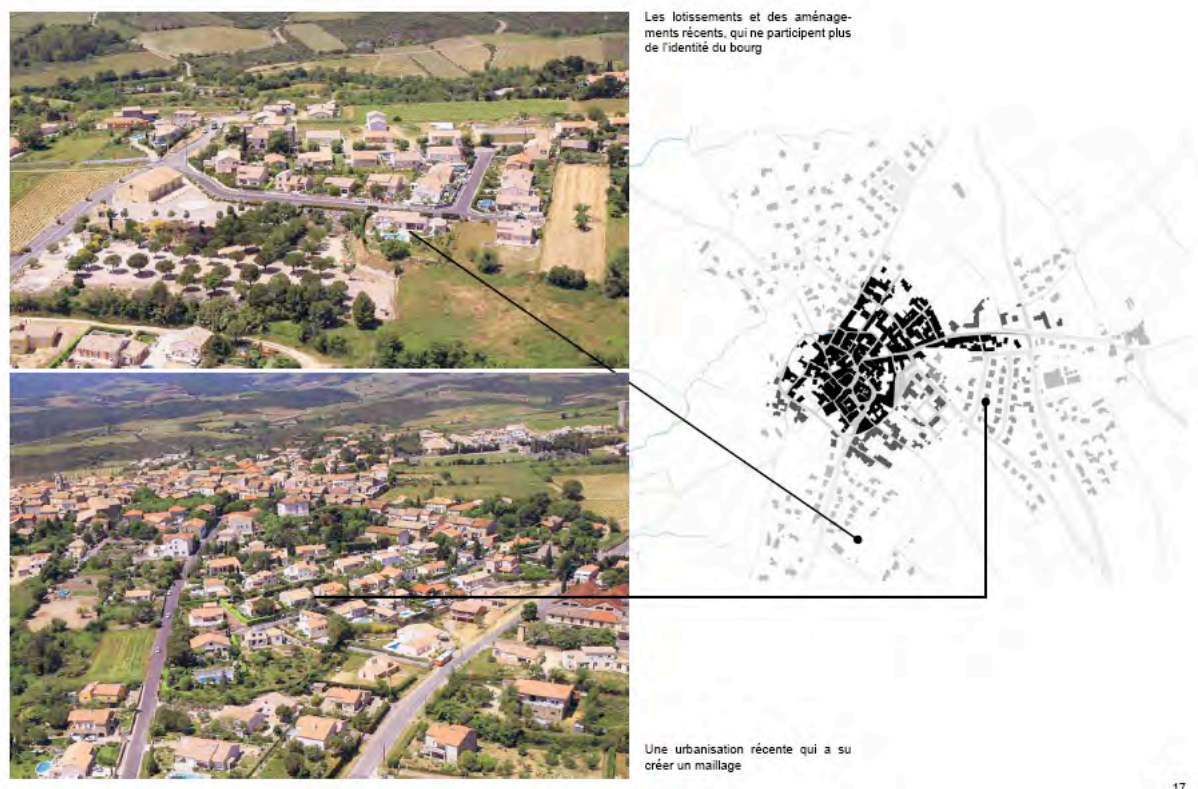 Les lotissements et des aménage-
ments récents, qui ne participent plus
de l'identité du bourg
Une urbanisation récente qui a su
créer un maillage
17